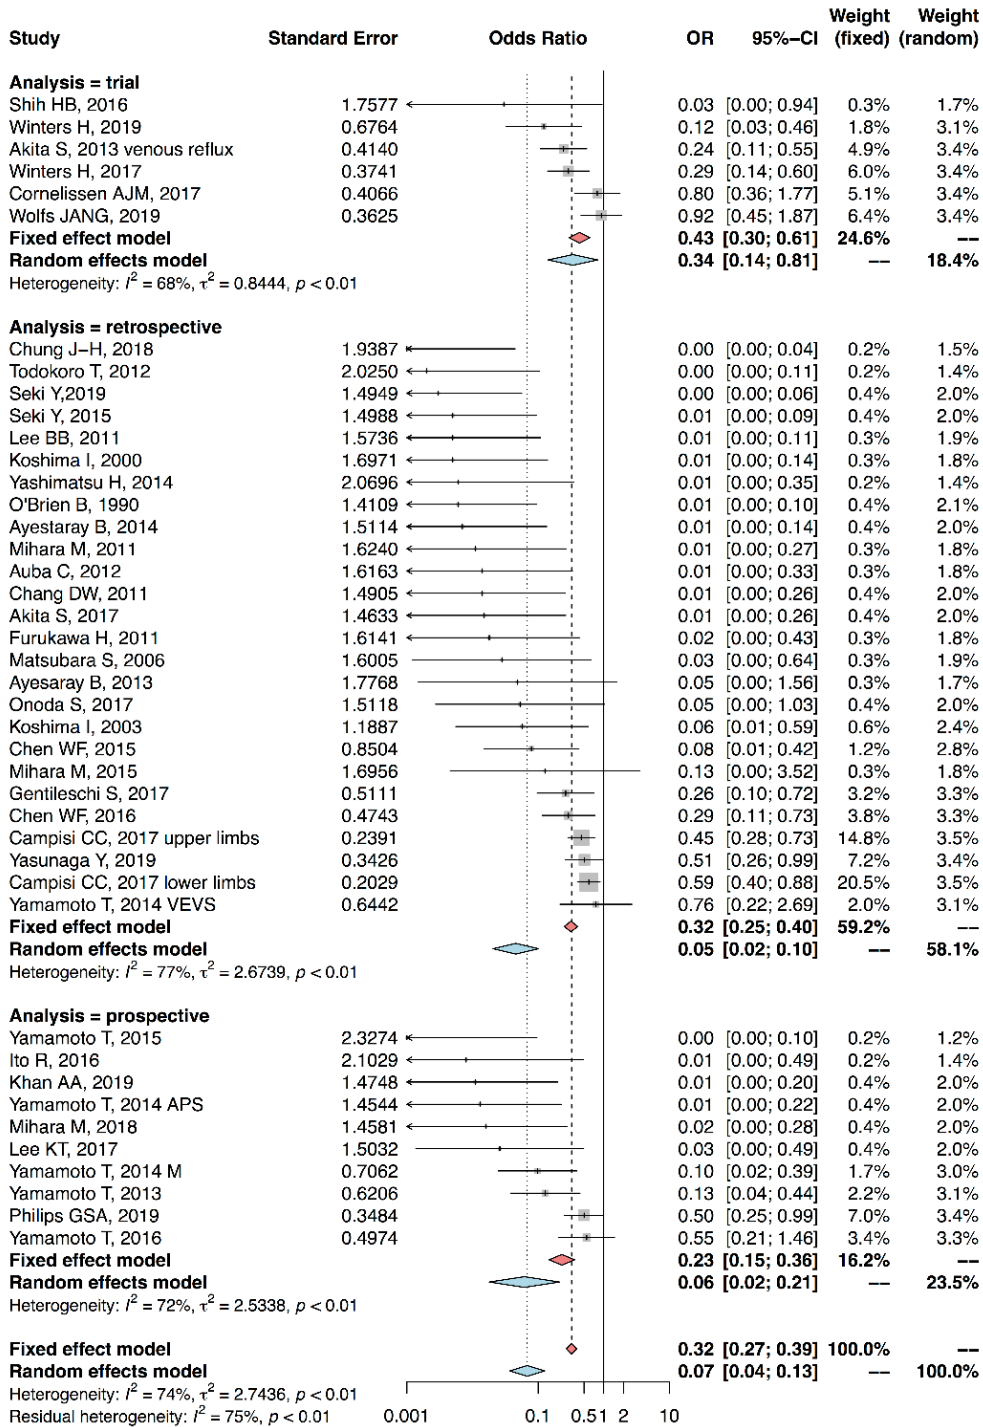 Weight Weight
Study Standard Error Odds Ratio OR 95%−CI (fixed) (random)
Analysis = trial
Shih HB, 2016 1.7577 0.03 [0.00; 0.94] 0.3% 1.7%
Winters H, 2019 0.6764 0.12 [0.03; 0.46] 1.8% 3.1%
Akita S, 2013 venous reflux 0.4140 0.24 [0.11; 0.55] 4.9% 3.4%
Winters H, 2017 0.3741 0.29 [0.14; 0.60] 6.0% 3.4%
Cornelissen AJM, 2017 0.4066 0.80 [0.36; 1.77] 5.1% 3.4%
Wolfs JANG, 2019 0.3625 0.92 [0.45; 1.87] 6.4% 3.4%
Fixed effect model 0.43 [0.30; 0.61] 24.6% −−
Random effects model 0.34 [0.14; 0.81] −− 18.4%
Heterogeneity: I² = 68%, τ² = 0.8444, p < 0.01
Analysis = retrospective
Chung J−H, 2018 1.9387 0.00 [0.00; 0.04] 0.2% 1.5%
Todokoro T, 2012 2.0250 0.00 [0.00; 0.11] 0.2% 1.4%
Seki Y,2019 1.4949 0.00 [0.00; 0.06] 0.4% 2.0%
Seki Y, 2015 1.4988 0.01 [0.00; 0.09] 0.4% 2.0%
Lee BB, 2011 1.5736 0.01 [0.00; 0.11] 0.3% 1.9%
Koshima I, 2000 1.6971 0.01 [0.00; 0.14] 0.3% 1.8%
Yashimatsu H, 2014 2.0696 0.01 [0.00; 0.35] 0.2% 1.4%
O'Brien B, 1990 1.4109 0.01 [0.00; 0.10] 0.4% 2.1%
Ayestaray B, 2014 1.5114 0.01 [0.00; 0.14] 0.4% 2.0%
Mihara M, 2011 1.6240 0.01 [0.00; 0.27] 0.3% 1.8%
Auba C, 2012 1.6163 0.01 [0.00; 0.33] 0.3% 1.8%
Chang DW, 2011 1.4905 0.01 [0.00; 0.26] 0.4% 2.0%
Akita S, 2017 1.4633 0.01 [0.00; 0.26] 0.4% 2.0%
Furukawa H, 2011 1.6141 0.02 [0.00; 0.43] 0.3% 1.8%
Matsubara S, 2006 1.6005 0.03 [0.00; 0.64] 0.3% 1.9%
Ayesaray B, 2013 1.7768 0.05 [0.00; 1.56] 0.3% 1.7%
Onoda S, 2017 1.5118 0.05 [0.00; 1.03] 0.4% 2.0%
Koshima I, 2003 1.1887 0.06 [0.01; 0.59] 0.6% 2.4%
Chen WF, 2015 0.8504 0.08 [0.01; 0.42] 1.2% 2.8%
Mihara M, 2015 1.6956 0.13 [0.00; 3.52] 0.3% 1.8%
Gentileschi S, 2017 0.5111 0.26 [0.10; 0.72] 3.2% 3.3%
Chen WF, 2016 0.4743 0.29 [0.11; 0.73] 3.8% 3.3%
Campisi CC, 2017 upper limbs 0.2391 0.45 [0.28; 0.73] 14.8% 3.5%
Yasunaga Y, 2019 0.3426 0.51 [0.26; 0.99] 7.2% 3.4%
Campisi CC, 2017 lower limbs 0.2029 0.59 [0.40; 0.88] 20.5% 3.5%
Yamamoto T, 2014 VEVS 0.6442 0.76 [0.22; 2.69] 2.0% 3.1%
Fixed effect model 0.32 [0.25; 0.40] 59.2% −−
Random effects model 0.05 [0.02; 0.10] −− 58.1%
Heterogeneity: I² = 77%, τ² = 2.6739, p < 0.01
Analysis = prospective
Yamamoto T, 2015 2.3274 0.00 [0.00; 0.10] 0.2% 1.2%
Ito R, 2016 2.1029 0.01 [0.00; 0.49] 0.2% 1.4%
Khan AA, 2019 1.4748 0.01 [0.00; 0.20] 0.4% 2.0%
Yamamoto T, 2014 APS 1.4544 0.01 [0.00; 0.22] 0.4% 2.0%
Mihara M, 2018 1.4581 0.02 [0.00; 0.28] 0.4% 2.0%
Lee KT, 2017 1.5032 0.03 [0.00; 0.49] 0.4% 2.0%
Yamamoto T, 2014 M 0.7062 0.10 [0.02; 0.39] 1.7% 3.0%
Yamamoto T, 2013 0.6206 0.13 [0.04; 0.44] 2.2% 3.1%
Philips GSA, 2019 0.3484 0.50 [0.25; 0.99] 7.0% 3.4%
Yamamoto T, 2016 0.4974 0.55 [0.21; 1.46] 3.4% 3.3%
Fixed effect model 0.23 [0.15; 0.36] 16.2% −−
Random effects model 0.06 [0.02; 0.21] −− 23.5%
Heterogeneity: I² = 72%, τ² = 2.5338, p < 0.01
Fixed effect model 0.32 [0.27; 0.39] 100.0% −−
Random effects model 0.07 [0.04; 0.13] −− 100.0%
Heterogeneity: I² = 74%, τ² = 2.7436, p < 0.01
Residual heterogeneity: I² = 75%, p < 0.01 0.001 0.1 0.5 1 2 10